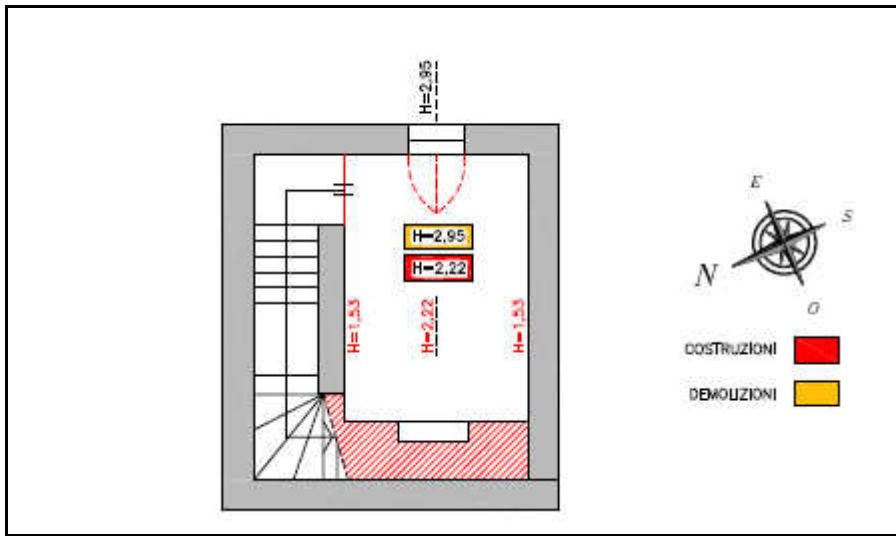 H=2,95
H=2,95
H=2,22
H=1,53
H=2,22
H=1,53
E
S
N
O
COSTRUZIONI
DEMOLIZIONI